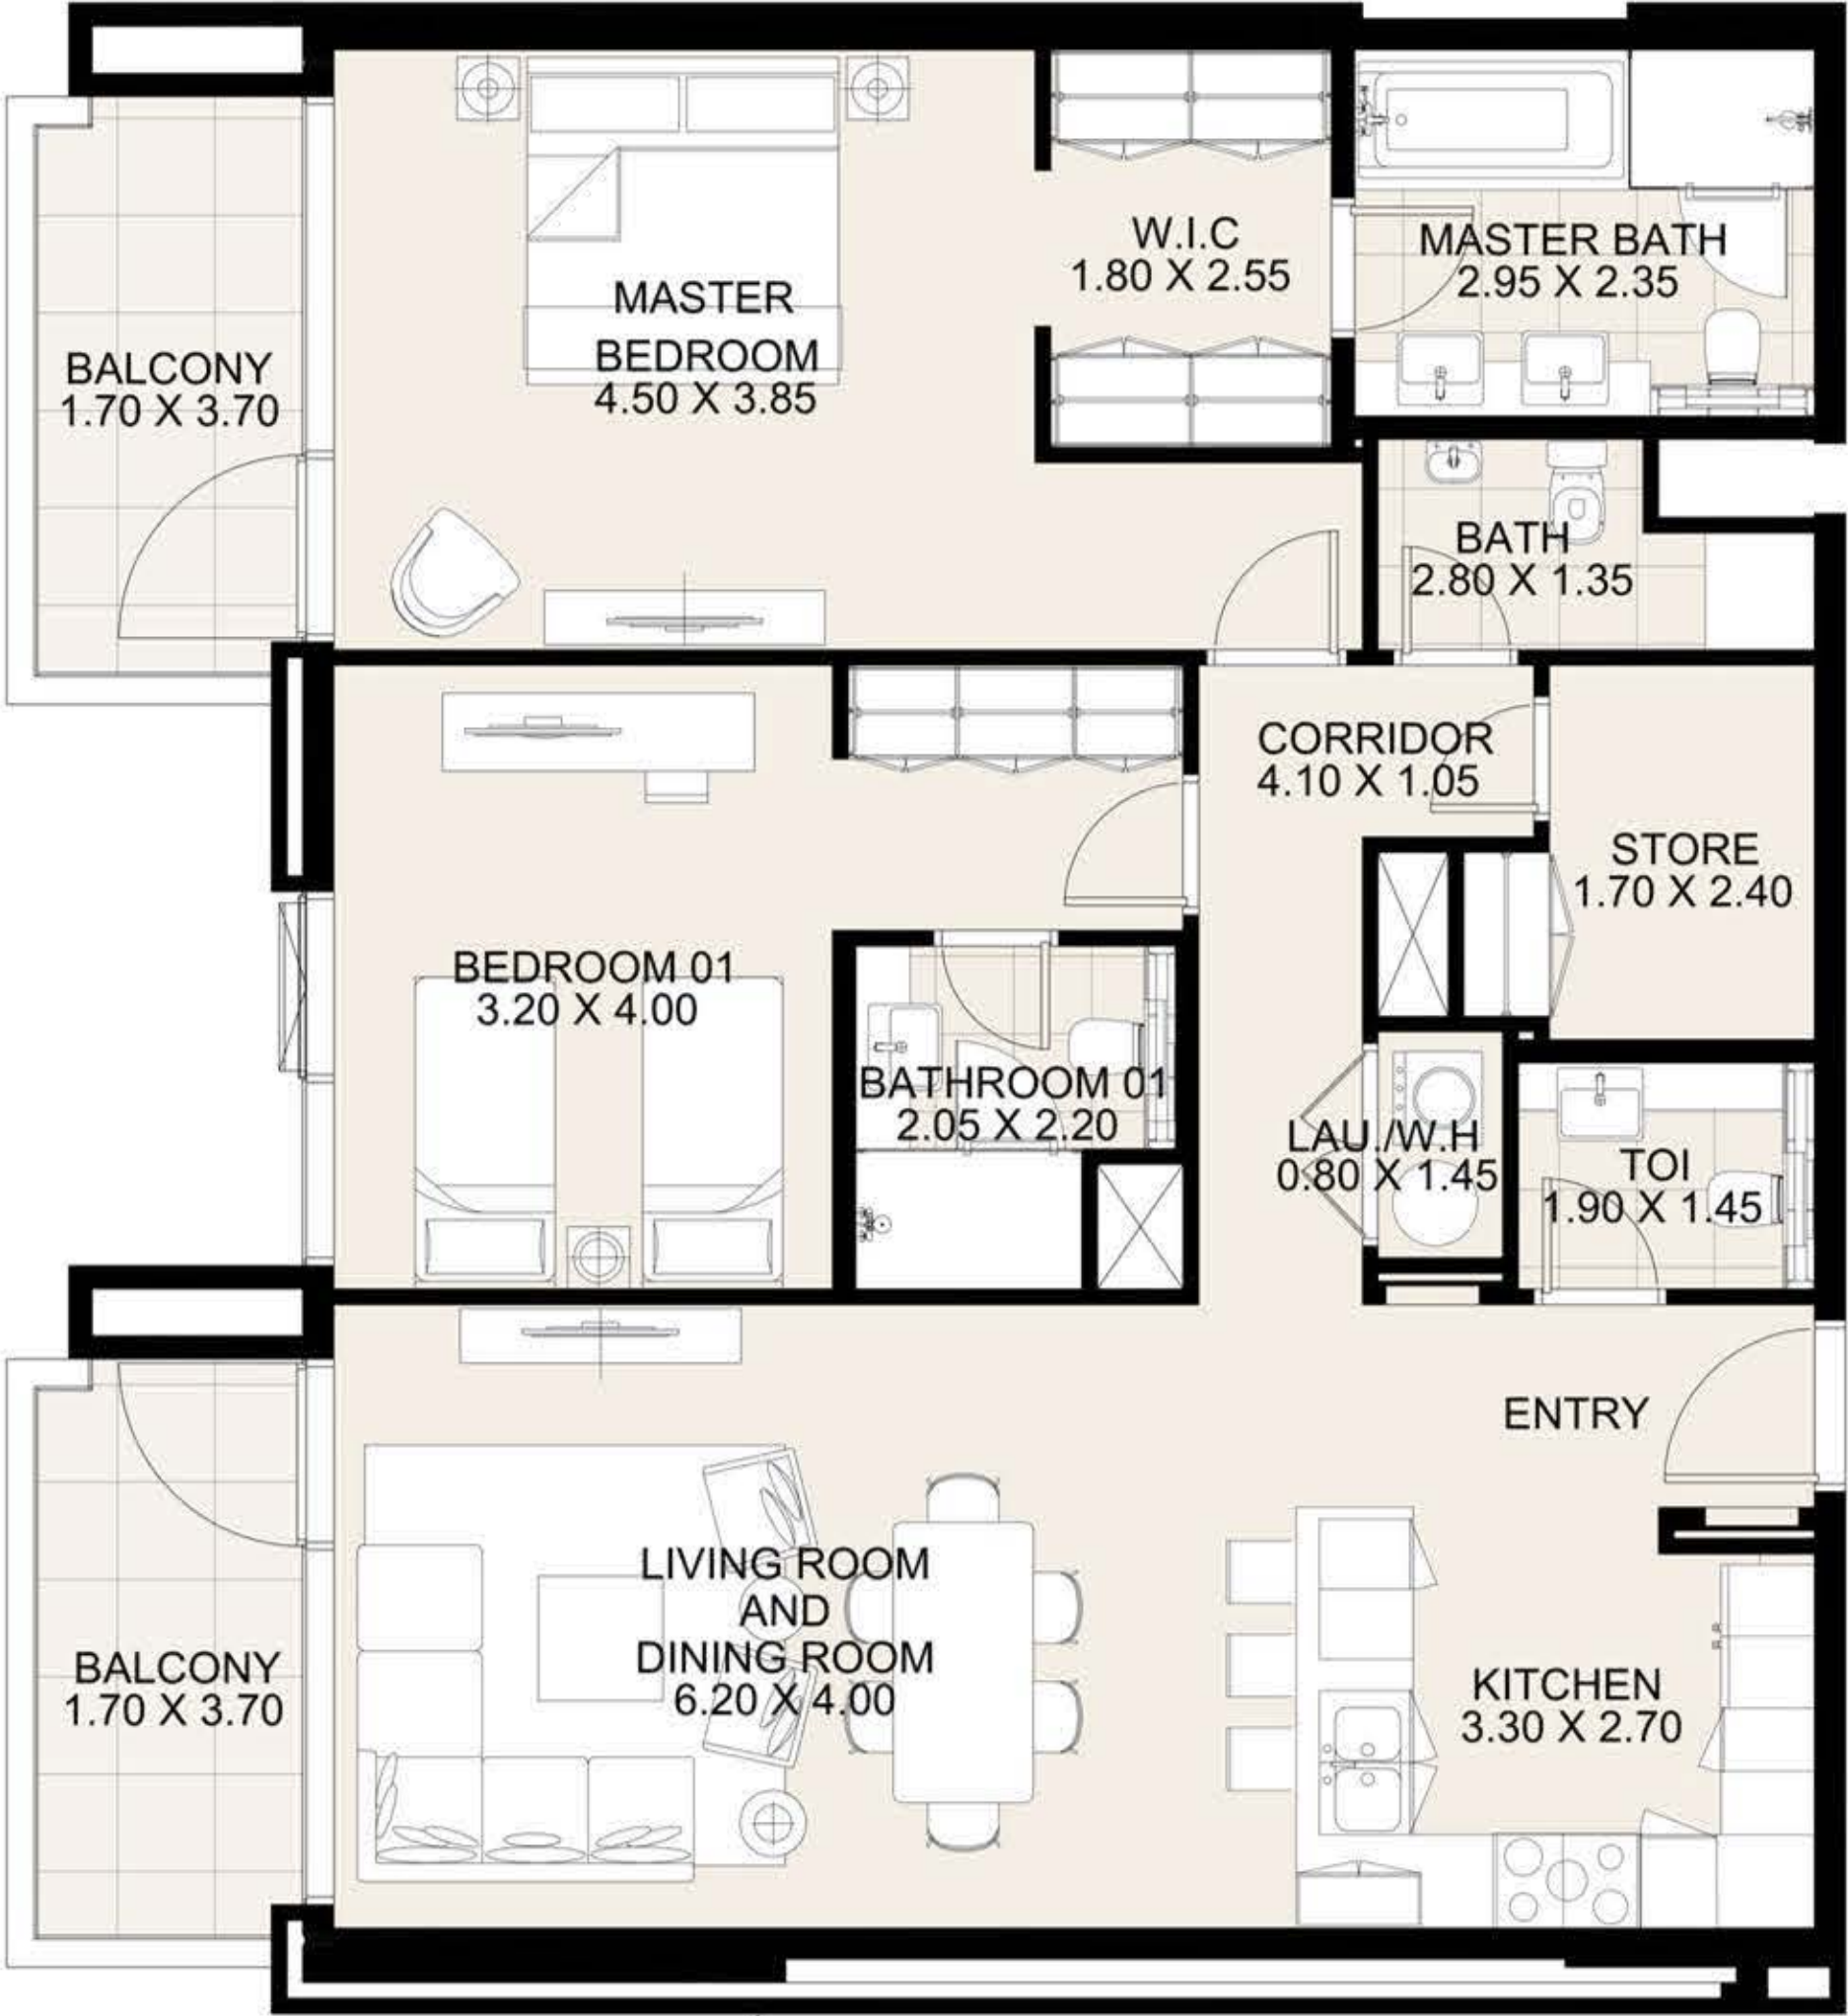 W.I.C
1.80 X 2.55
MASTER BATH
2.95 X 2.35
MASTER
BEDROOM
4.50 X 3.85
BALCONY
1.70 X 3.70
BATH
2.80 X 1.35
CORRIDOR
4.10 X 1.05
STORE
1.70 X 2.40
BEDROOM 01
3.20 X 4.00
BATHROOM 01
2.05 X 2.20
LAU./W.H
0.80 X 1.45
TOI
1.90 X 1.45
ENTRY
LIVING ROOM
AND
DINING ROOM
6.20 X 4.00
BALCONY
1.70 X 3.70
KITCHEN
3.30 X 2.70